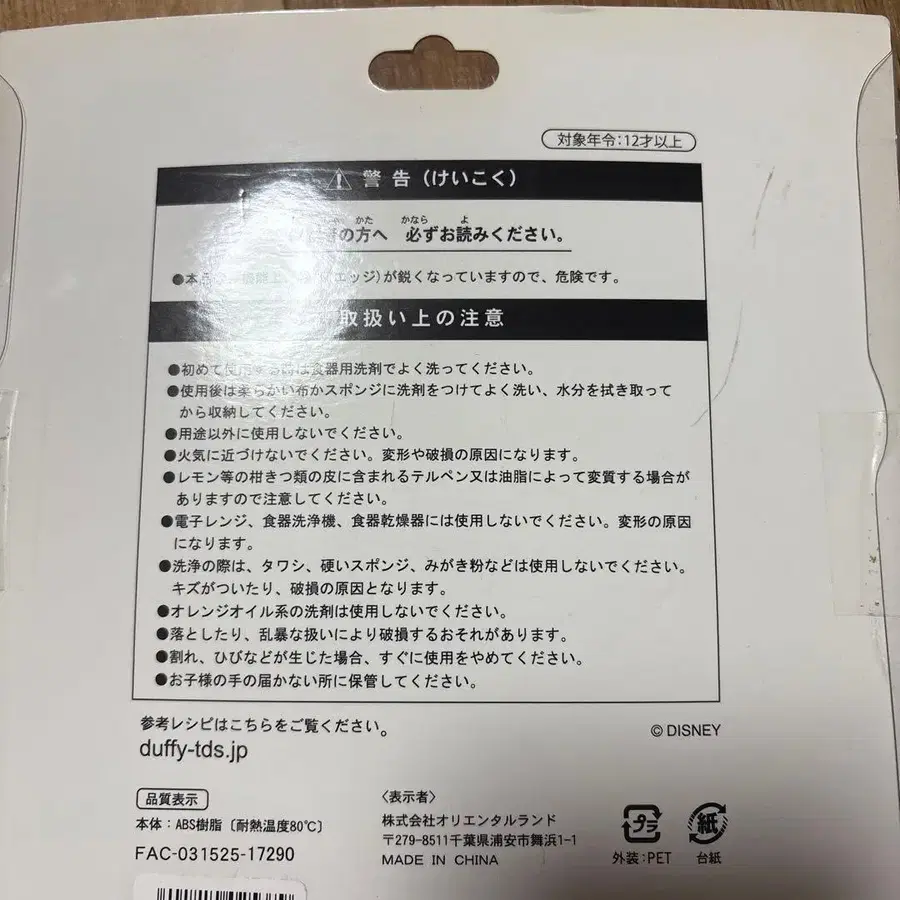 対象年令:12才以上
警告(けいこく)
かた かなら よ
の方へ 必ずお読みください。
●本品 機能上 (エッジ)が鋭くなっていますので、危険です。
取扱い上の注意
●初めて使用する時は食器用洗剤でよく洗ってください。
●使用後は柔らかい布かスポンジに洗剤をつけてよく洗い、水分を拭き取って
から収納してください。
●用途以外に使用しないでください。
●火気に近づけないでください。変形や破損の原因になります。
●レモン等の柑きつ類の皮に含まれるテルペン又は油脂によって変質する場合が
ありますので注意してください。
●電子レンジ、食器洗浄機、食器乾燥器には使用しないでください。変形の原因
になります。
●洗浄の際は、タワシ、硬いスポンジ、みがき粉などは使用しないでください。
キズがついたり、破損の原因となります。
●オレンジオイル系の洗剤は使用しないでください。
●落としたり、乱暴な扱いにより破損するおそれがあります。
●割れ、ひびなどが生じた場合、すぐに使用をやめてください。
●お子様の手の届かない所に保管してください。
参考レシピはこちらをご覧ください。
duffy-tds.jp
© DISNEY
品質表示
本体:ABS樹脂〔耐熱温度80℃〕
FAC-031525-17290
〈表示者〉
株式会社オリエンタルランド
〒279-8511千葉県浦安市舞浜1-1
MADE IN CHINA
プラ
外装:PET
紙
台紙